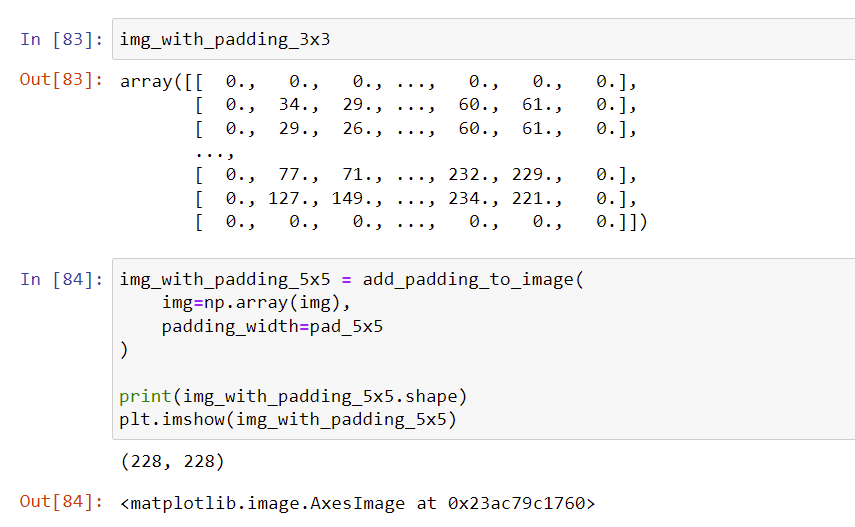 In [83]: img_with_padding_3x3
Out[83]: array([[  0.,   0.,   0., ...,   0.,   0.,   0.],
       [  0.,  34.,  29., ...,  60.,  61.,   0.],
       [  0.,  29.,  26., ...,  60.,  61.,   0.],
       ...,
       [  0.,  77.,  71., ..., 232., 229.,   0.],
       [  0., 127., 149., ..., 234., 221.,   0.],
       [  0.,   0.,   0., ...,   0.,   0.,   0.]])
In [84]: img_with_padding_5x5 = add_padding_to_image(
    img=np.array(img),
    padding_width=pad_5x5
)
print(img_with_padding_5x5.shape)
plt.imshow(img_with_padding_5x5)
(228, 228)
Out[84]: <matplotlib.image.AxesImage at 0x23ac79c1760>